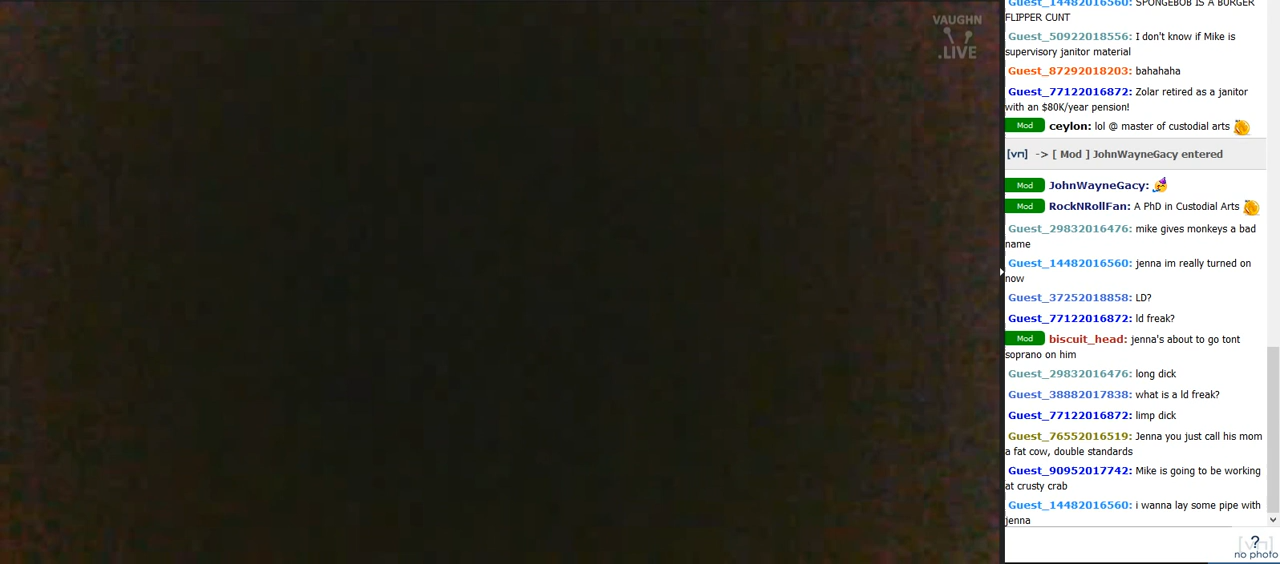 VAUGHN
.LIVE
Guest_14482016560: SPONGEBOB IS A BURGER
FLIPPER CUNT
Guest_50922018556: I don't know if Mike is
supervisory janitor material
Guest_87292018203: bahahaha
Guest_77122016872: Zolar retired as a janitor
with an $80K/year pension!
Mod ceylon: lol @ master of custodial arts
[vn] -> [ Mod ] JohnWayneGacy entered
Mod JohnWayneGacy:
Mod RockNRollFan: A PhD in Custodial Arts
Guest_29832016476: mike gives monkeys a bad
name
Guest_14482016560: jenna im really turned on
now
Guest_37252018858: LD?
Guest_77122016872: ld freak?
Mod biscuit_head: jenna's about to go tont
soprano on him
Guest_29832016476: long dick
Guest_38882017838: what is a ld freak?
Guest_77122016872: limp dick
Guest_76552016519: Jenna you just call his mom
a fat cow, double standards
Guest_90952017742: Mike is going to be working
at crusty crab
Guest_14482016560: i wanna lay some pipe with
jenna
[vn]
?
no photo